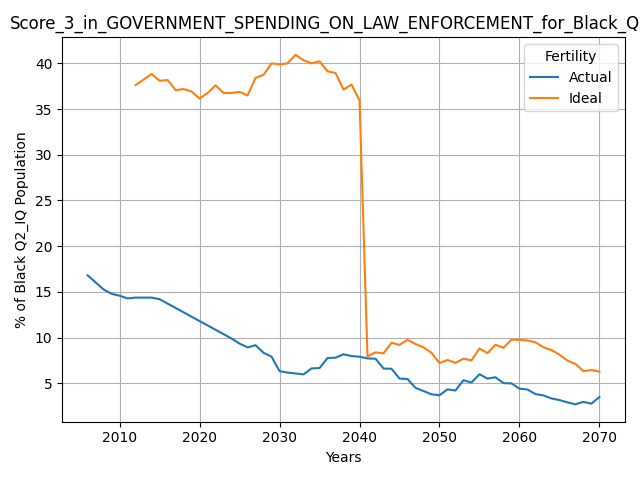 Score_3_in_GOVERNMENT_SPENDING_ON_LAW_ENFORCEMENT_for_Black_Q
% of Black Q2_IQ Population
40
35
30
25
20
15
10
5
Fertility
Actual
Ideal
2010 2020 2030 2040 2050 2060 2070
Years